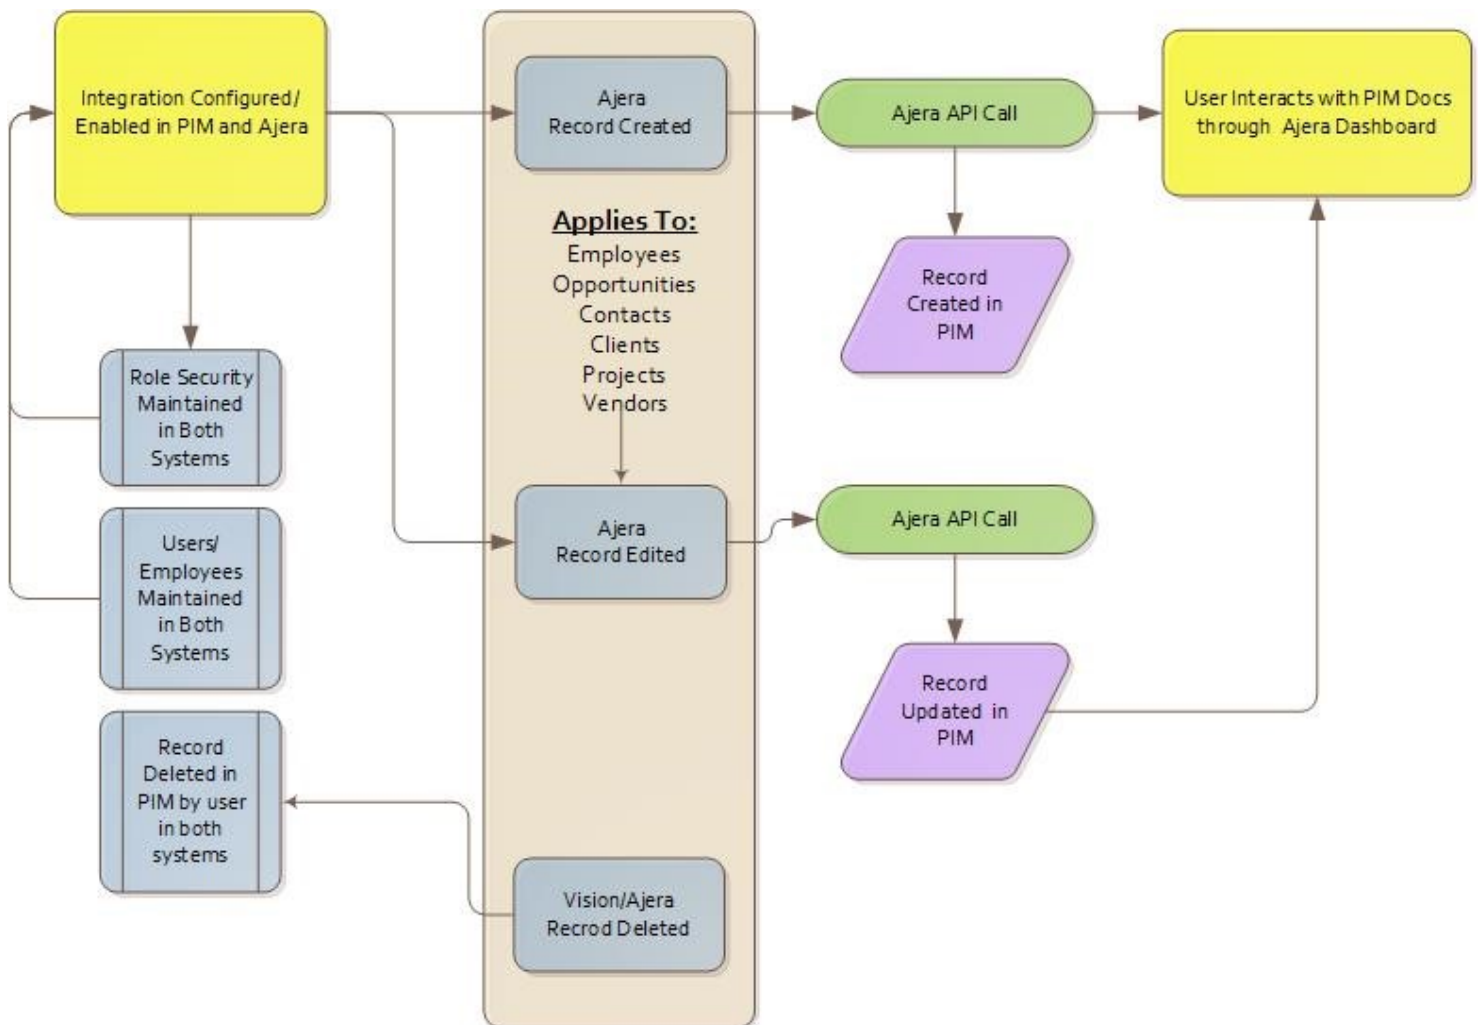 Integration Configured/
Enabled in PIM and Ajera
Ajera
Record Created
Ajera API Call
User Interacts with PIM Docs
through Ajera Dashboard
Applies To:
Employees
Opportunities
Contacts
Clients
Projects
Vendors
Record
Created in
PIM
Role Security
Maintained
in Both
Systems
Ajera
Record Edited
Ajera API Call
Users/
Employees
Maintained
in Both
Systems
Record
Updated in
PIM
Record
Deleted in
PIM by user
in both
systems
Vision/Ajera
Recrod Deleted